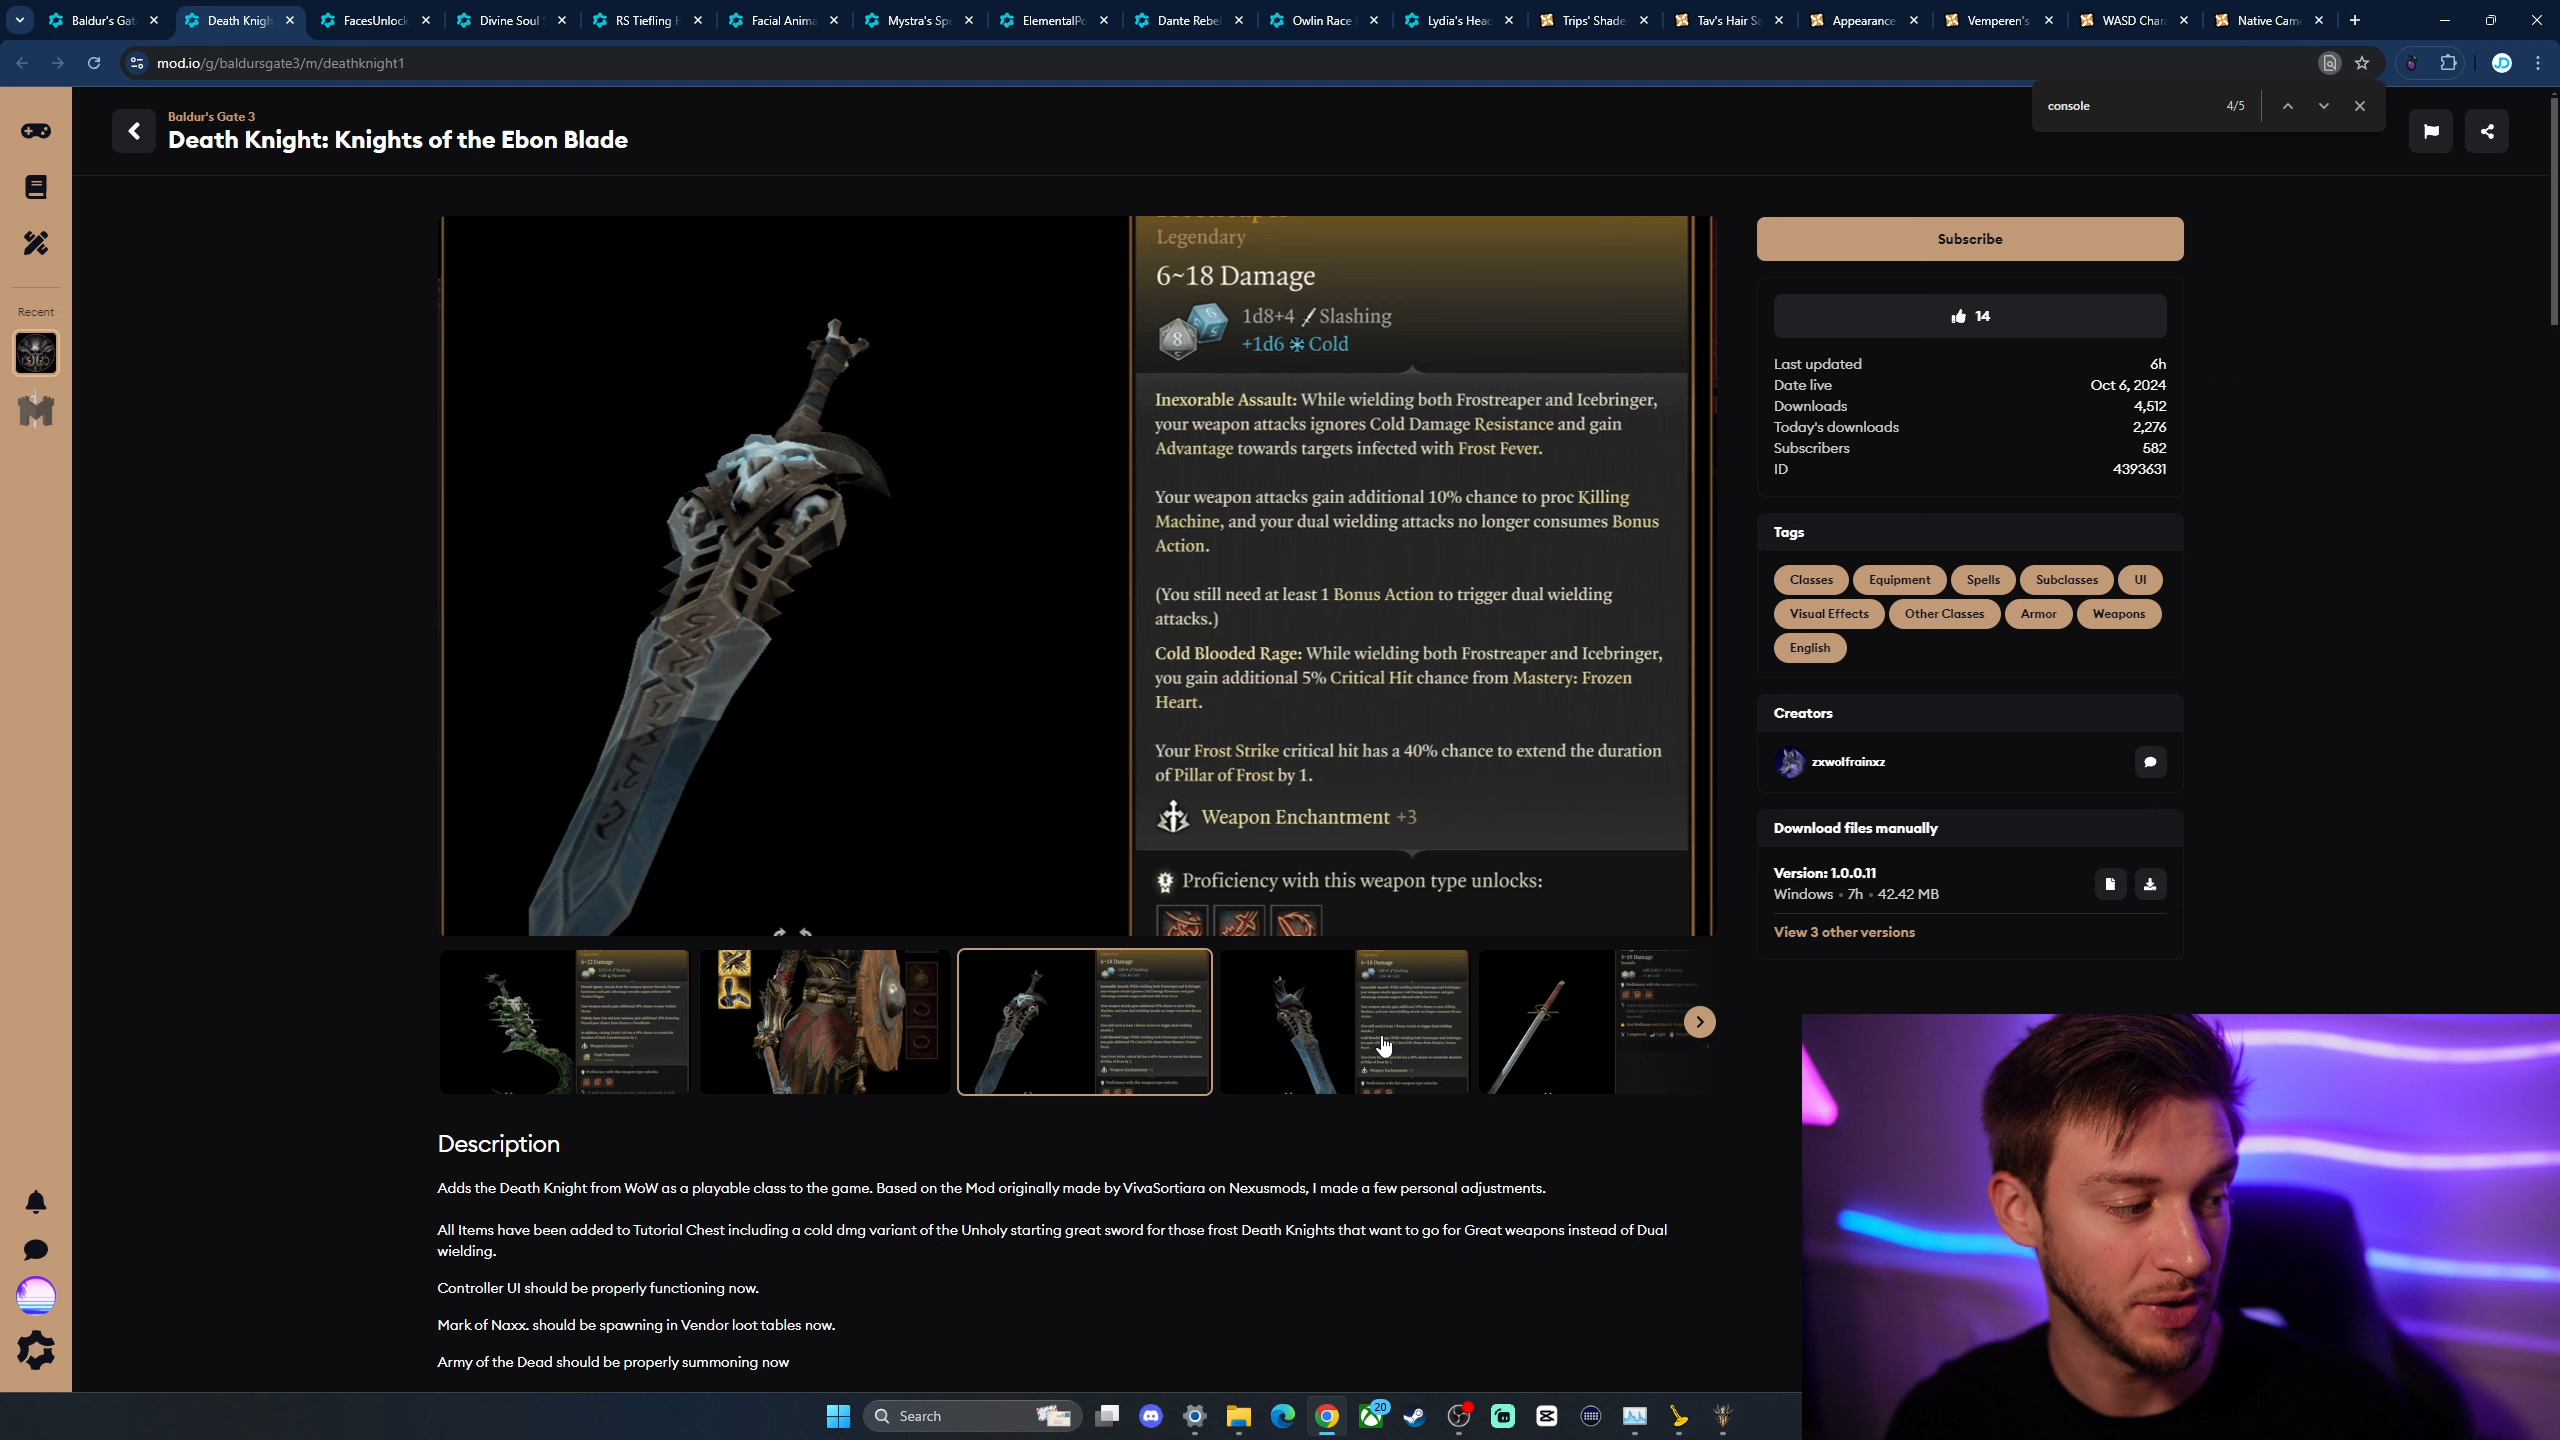 Baldur's Gat
Death Knigh
FacesUnlock
Divine Soul
RS Tiefling H
Facial Anima
Mystra's Spe
ElementalPo
Dante Rebel
Owlin Race
Lydia's Head
Trips' Shade
Tav's Hair Sa
Appearance
Vemperen's
WASD Char
Native Cam
mod.io/g/baldursgate3/m/deathknight1
console
4/5
Baldur's Gate 3
Death Knight: Knights of the Ebon Blade
Recent
Legendary
6~18 Damage
8
1d8+4 Slashing
+1d6 Cold
Inexorable Assault: While wielding both Frostreaper and Icebringer,
your weapon attacks ignores Cold Damage Resistance and gain
Advantage towards targets infected with Frost Fever.
Your weapon attacks gain additional 10% chance to proc Killing
Machine, and your dual wielding attacks no longer consumes Bonus
Action.
(You still need at least 1 Bonus Action to trigger dual wielding
attacks.)
Cold Blooded Rage: While wielding both Frostreaper and Icebringer,
you gain additional 5% Critical Hit chance from Mastery: Frozen
Heart.
Your Frost Strike critical hit has a 40% chance to extend the duration
of Pillar of Frost by 1.
Weapon Enchantment +3
Proficiency with this weapon type unlocks:
Subscribe
14
Last updated 6h
Date live Oct 6, 2024
Downloads 4,512
Today's downloads 2,276
Subscribers 582
ID 4393631
Tags
Classes Equipment Spells Subclasses UI
Visual Effects Other Classes Armor Weapons
English
Creators
zxwolfrainxz
Download files manually
Version: 1.0.0.11
Windows • 7h • 42.42 MB
View 3 other versions
6~22 Damage
6~18 Damage
6~18 Damage
Description
Adds the Death Knight from WoW as a playable class to the game. Based on the Mod originally made by VivaSortiara on Nexusmods, I made a few personal adjustments.
All Items have been added to Tutorial Chest including a cold dmg variant of the Unholy starting great sword for those frost Death Knights that want to go for Great weapons instead of Dual
wielding.
Controller UI should be properly functioning now.
Mark of Naxx. should be spawning in Vendor loot tables now.
Army of the Dead should be properly summoning now
Search
20